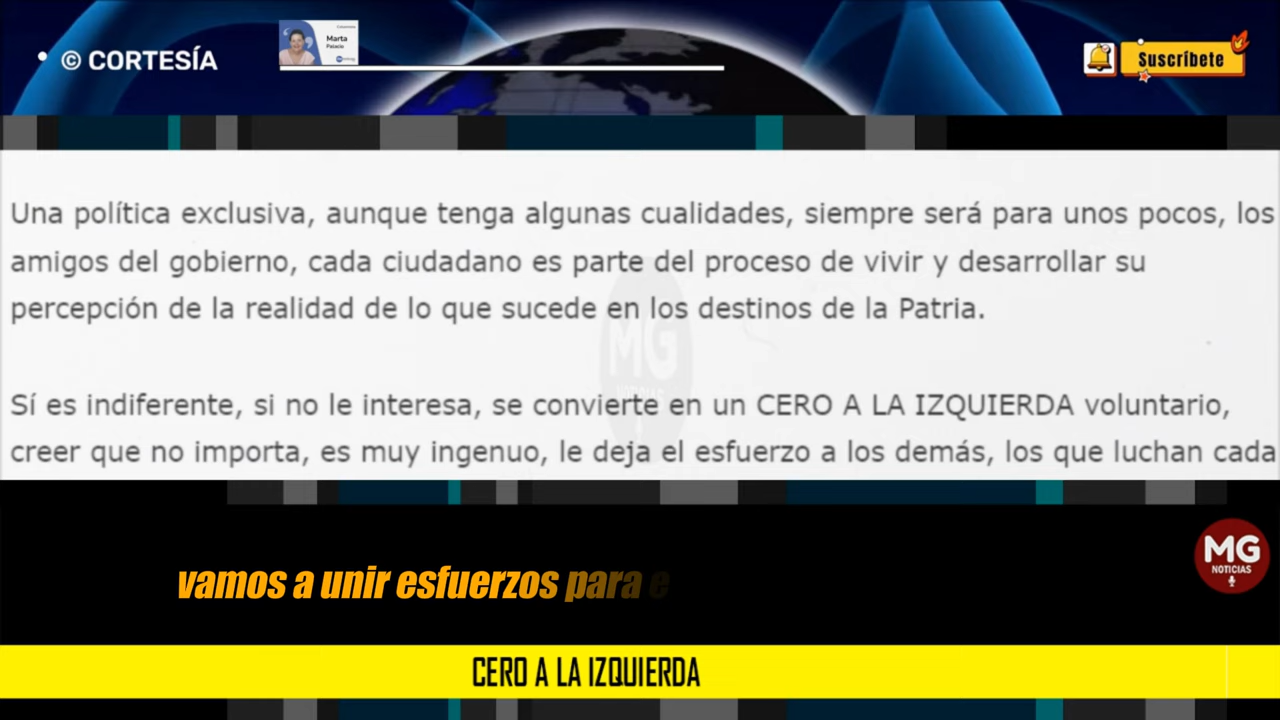 © CORTESÍA
Marta
Suscríbete
Una política exclusiva, aunque tenga algunas cualidades, siempre será para unos pocos, los
amigos del gobierno, cada ciudadano es parte del proceso de vivir y desarrollar su
percepción de la realidad de lo que sucede en los destinos de la Patria.
MG
NOTICIAS
Sí es indiferente, si no le interesa, se convierte en un CERO A LA IZQUIERDA voluntario,
creer que no importa, es muy ingenuo, le deja el esfuerzo a los demás, los que luchan cada
vamos a unir esfuerzos para e
MG
NOTICIAS
CERO A LA IZQUIERDA